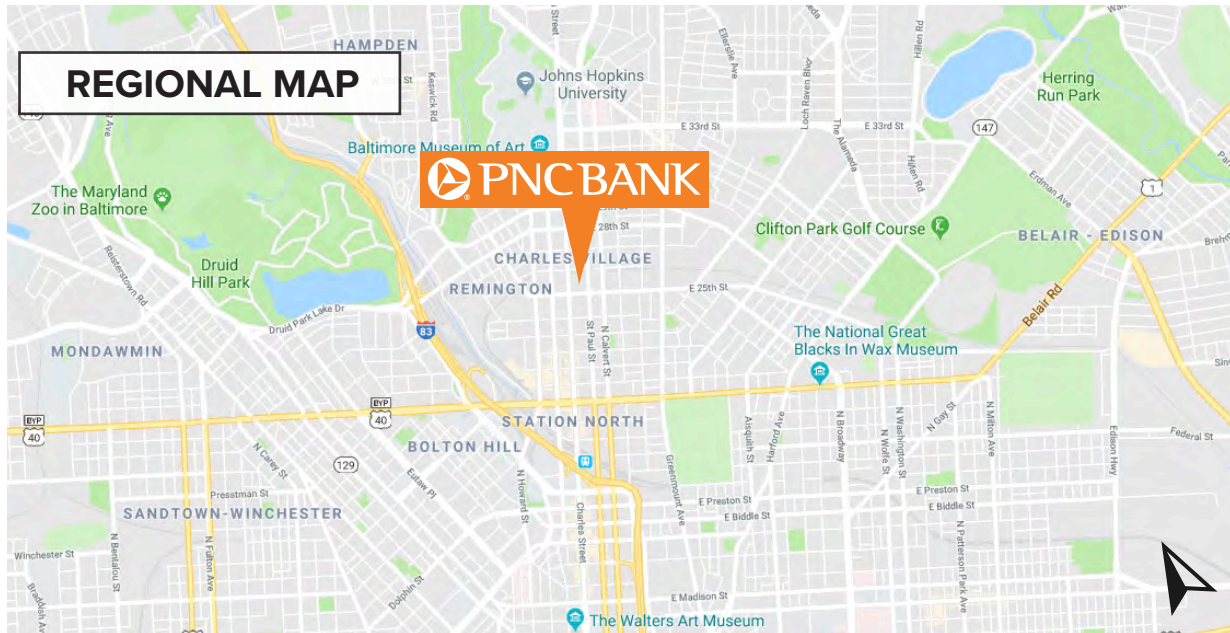 HAMPDEN
REGIONAL MAP
Keswick Rd
Johns Hopkins
University
Ellerslie Ave
Loch Raven Blvd
The Alameda
Hillen Rd
Herring
Run Park
E 33rd St
E 33rd St
147
Baltimore Museum of Art
PNC BANK
Hillen Rd
Erdman Ave
1
The Maryland
Zoo in Baltimore
E 28th St
Clifton Park Golf Course
BELAIR - EDISON
CHARLES VILLAGE
Reisterstown Rd
Druid
Hill Park
REMINGTON
E 25th St
Belair Rd
Druid Park Lake Dr
83
St Paul St
N Calvert St
The National Great
Blacks In Wax Museum
MONDAWMIN
BYP
40
BYP
40
STATION NORTH
BOLTON HILL
Aisquith St
Harford Ave
N Broadway
N Wolfe St
N Washington St
N Gay St
N Milton Ave
Edison Hwy
Federal St
N Carey St
129
Eutaw Pl
N Howard St
Greenmount Ave
Presstman St
E Preston St
E Preston St
SANDTOWN-WINCHESTER
Charles Street
E Biddle St
E Biddle St
Winchester St
N Bentalou St
N Fulton Ave
N Patterson Park Ave
Braddish Ave
Dolphin St
E Madison St
The Walters Art Museum